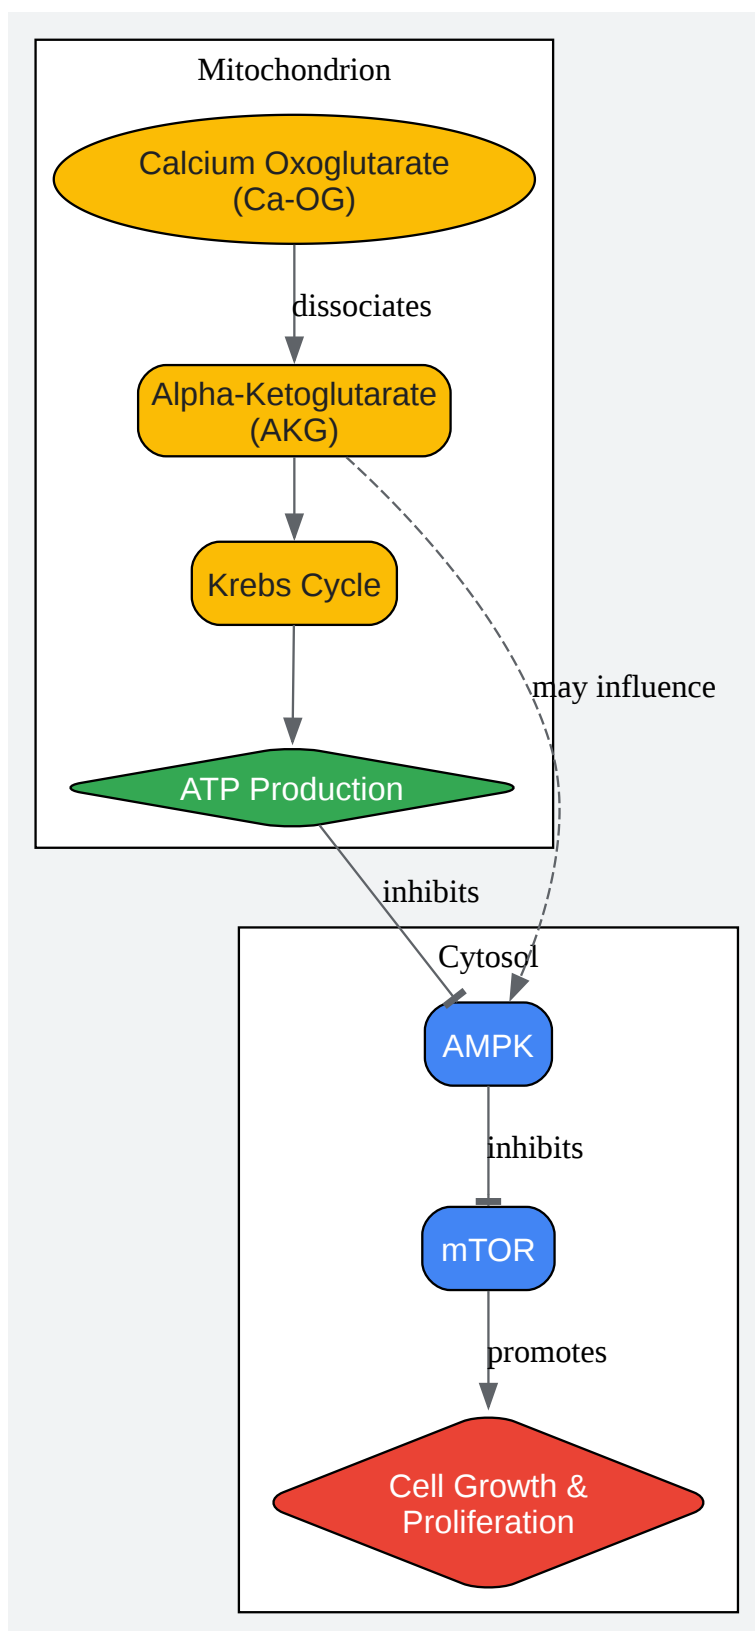 Mitochondrion
Calcium Oxoglutarate
(Ca-OG)
dissociates
Alpha-Ketoglutarate
(AKG)
Krebs Cycle
may influence
ATP Production
inhibits
Cytosol
AMPK
inhibits
mTOR
promotes
Cell Growth &
Proliferation